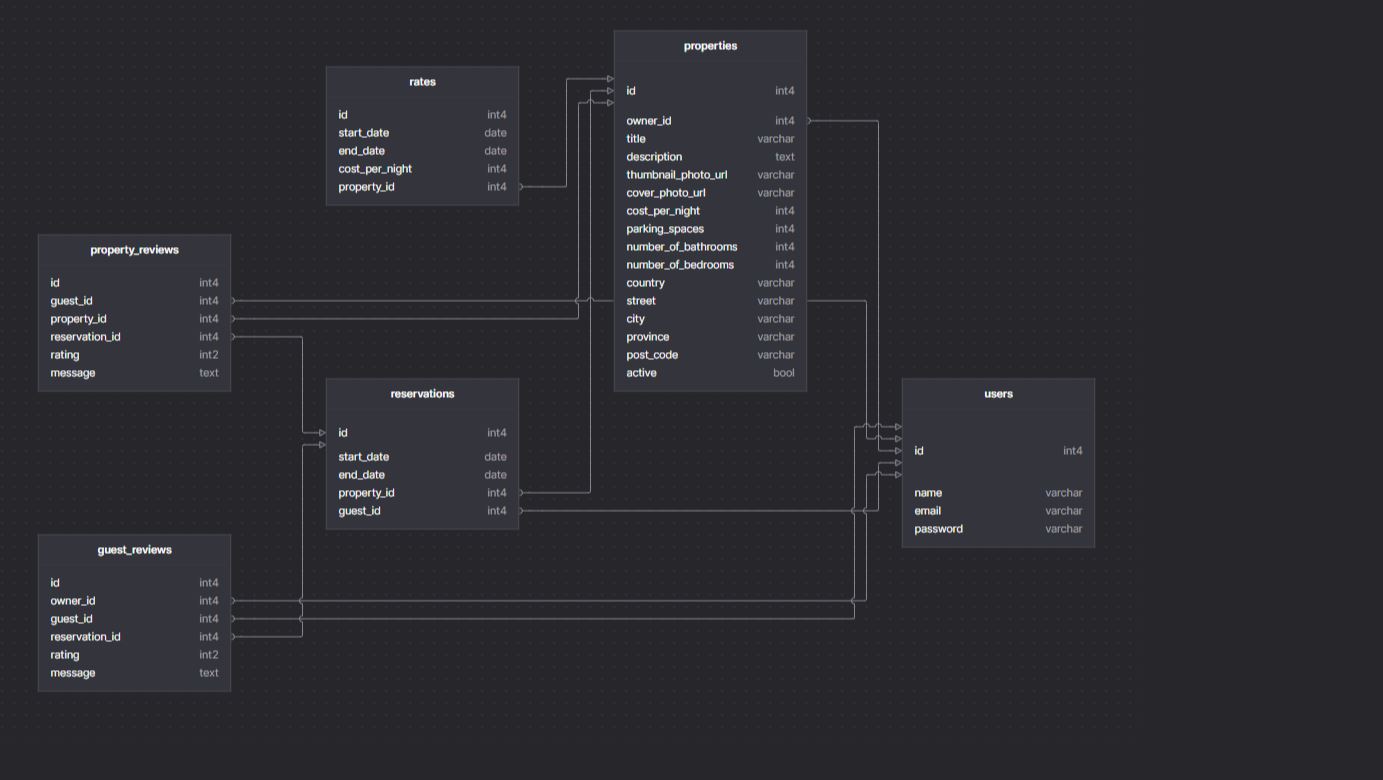 properties
id int4
owner_id int4
title varchar
description text
thumbnail_photo_url varchar
cover_photo_url varchar
cost_per_night int4
parking_spaces int4
number_of_bathrooms int4
number_of_bedrooms int4
country varchar
street varchar
city varchar
province varchar
post_code varchar
active bool
rates
id int4
start_date date
end_date date
cost_per_night int4
property_id int4
property_reviews
id int4
guest_id int4
property_id int4
reservation_id int4
rating int2
message text
reservations
id int4
start_date date
end_date date
property_id int4
guest_id int4
users
id int4
name varchar
email varchar
password varchar
guest_reviews
id int4
owner_id int4
guest_id int4
reservation_id int4
rating int2
message text